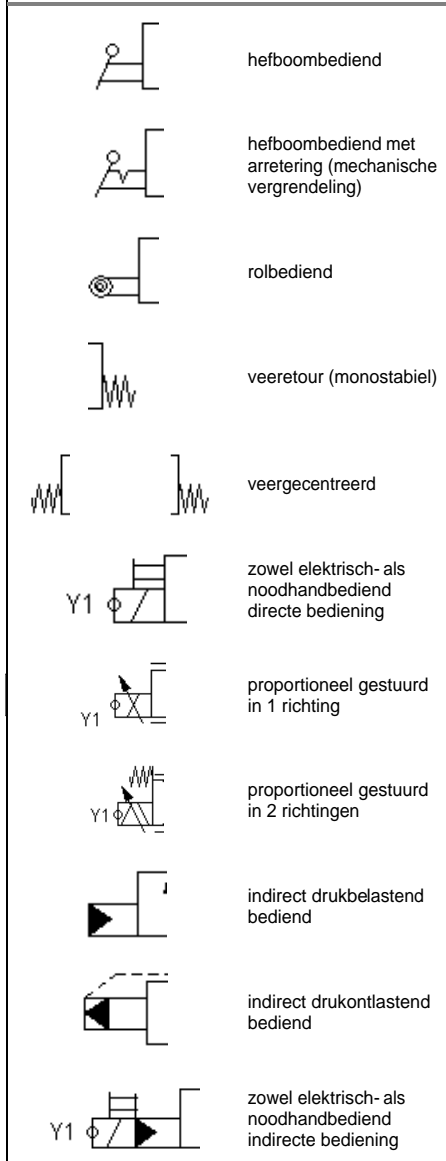 hefboombediend
hefboombediend met
arretering (mechanische
vergrendeling)
rolbediend
veeretour (monostabiel)
veergecentreerd
zowel elektrisch- als
noodhandbediend
directe bediening
Y1
proportioneel gestuurd
in 1 richting
Y1
proportioneel gestuurd
in 2 richtingen
Y1
indirect drukbelastend
bediend
indirect drukontlastend
bediend
zowel elektrisch- als
noodhandbediend
indirecte bediening
Y1